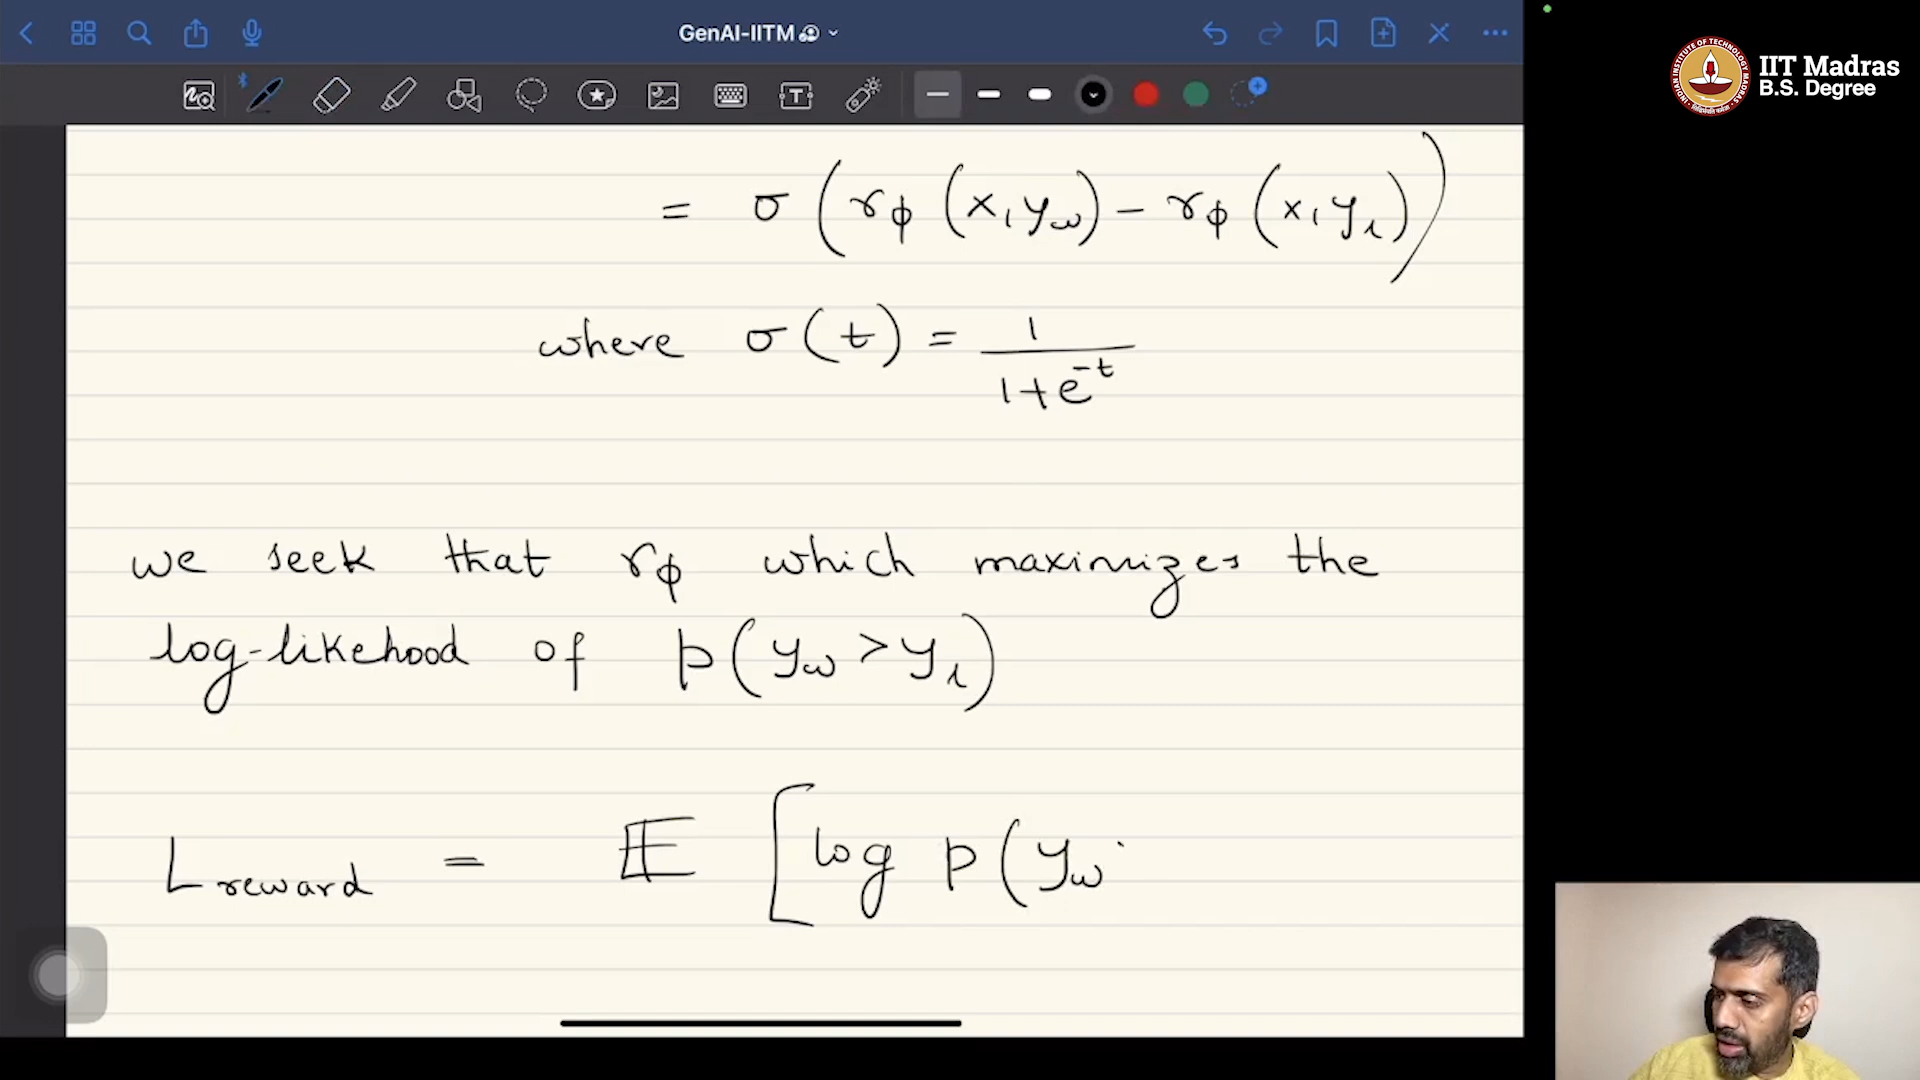 GenAI-IITM
IIT Madras
B.S. Degree
= σ (rϕ (x, yω) - rϕ (x, yl))
where σ(t) = 1 / 1+e^-t
we seek that rϕ which maximizes the
log-likehood of p(yω > yl)
L reward = 𝔼 [log p(yω